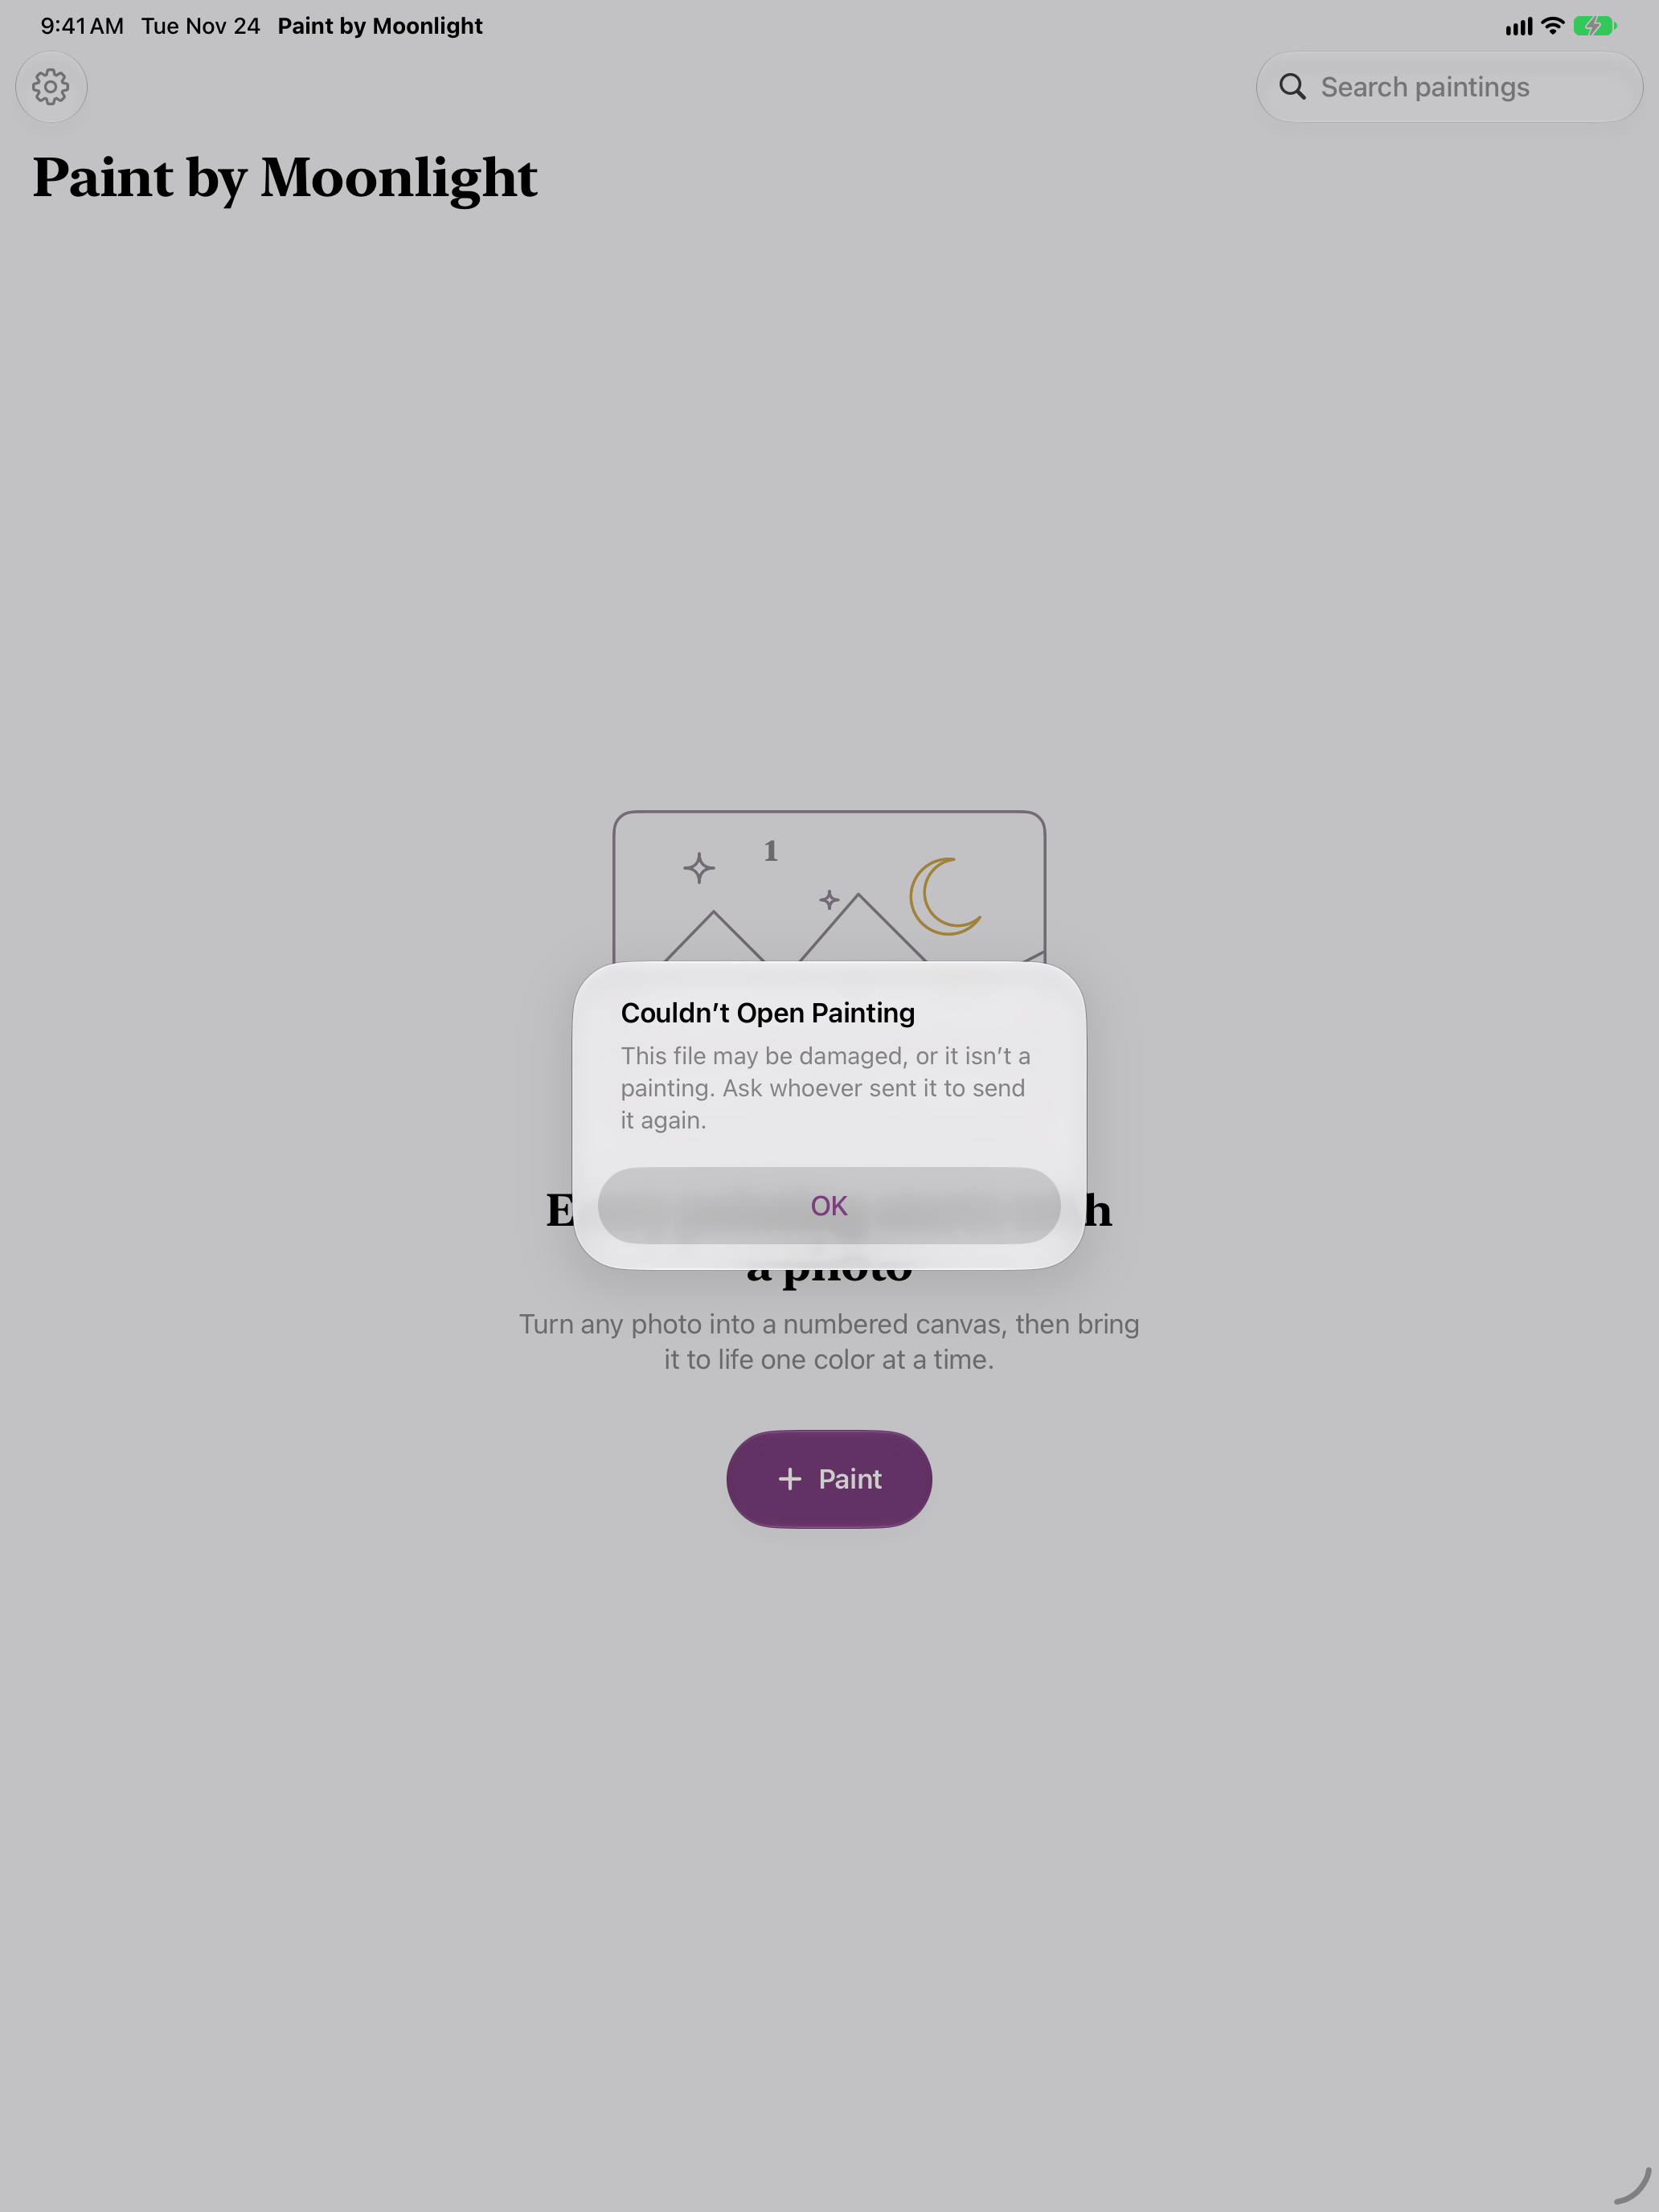 9:41 AM Tue Nov 24 Paint by Moonlight
Search paintings
Paint by Moonlight
1
Couldn’t Open Painting
This file may be damaged, or it isn’t a
painting. Ask whoever sent it to send
it again.
OK
a photo
Turn any photo into a numbered canvas, then bring
it to life one color at a time.
+ Paint